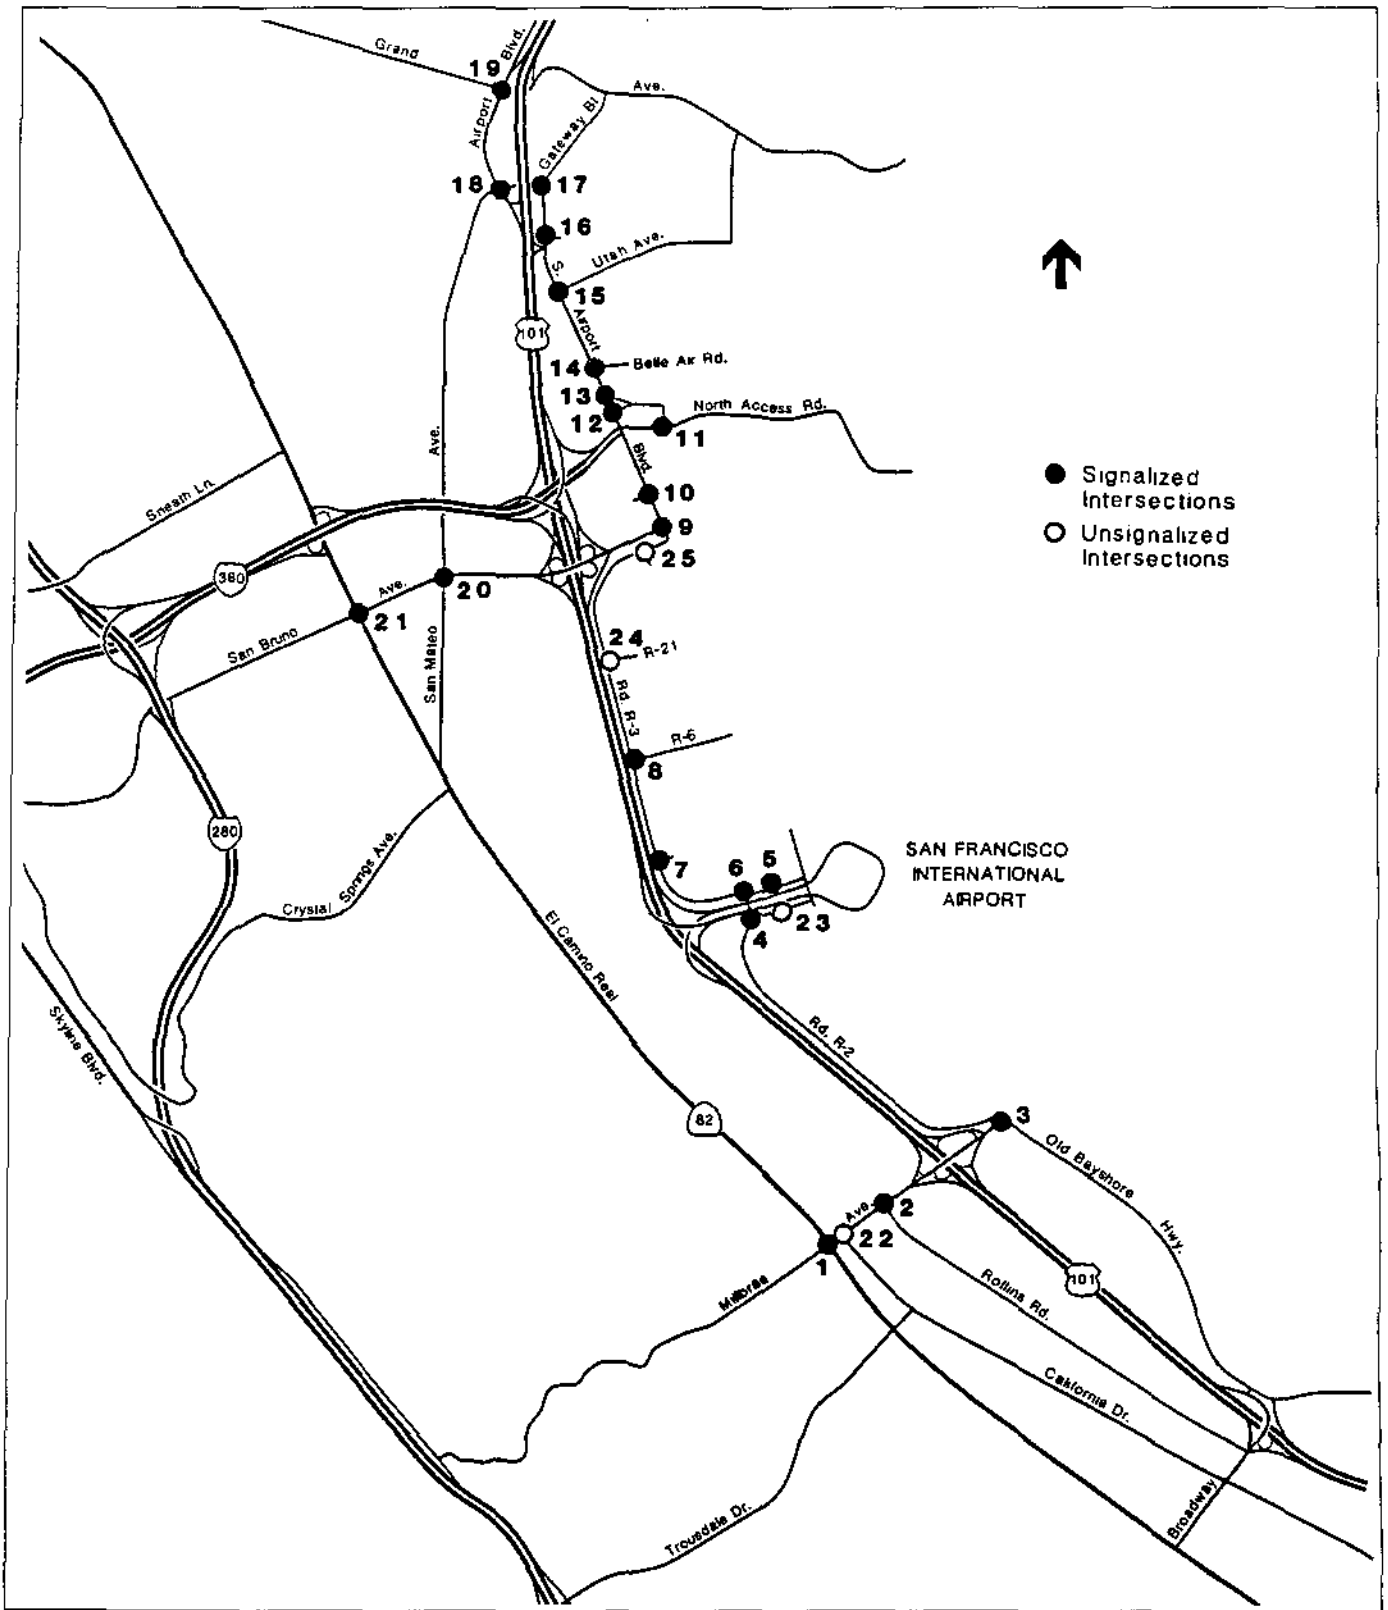 Grand
Blvd.
19
Ave.
Airport
Gateway Bl
18
17
16
Utah Ave.
S.
15
101
Airport
14
Belle Air Rd.
13
North Access Rd.
12
11
Ave.
Blvd.
Signalized
Intersections
Sneath Ln.
10
9
Unsignalized
Intersections
25
380
Ave.
20
21
24
R-21
San Bruno
San Mateo
Rd. R-3
R-6
8
280
SAN FRANCISCO
INTERNATIONAL
AIRPORT
7
6
5
Springs Ave.
Crystal
23
4
El Camino Real
Skyline Blvd.
Rd. R-2
82
3
Old Bayshore
Hwy.
Ave.
2
22
1
101
Millbrae
Rollins Rd.
California Dr.
Broadway
Trousdale Dr.